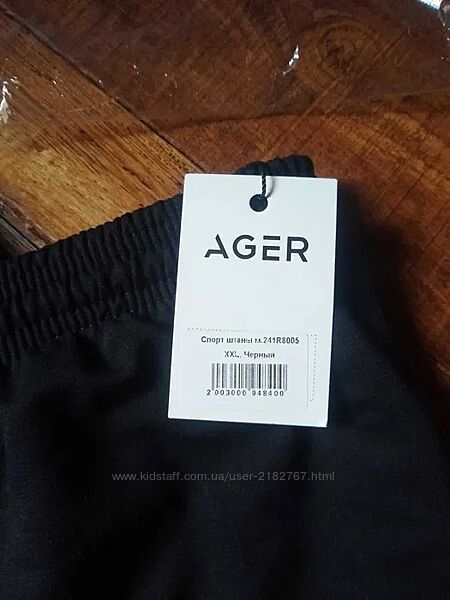 AGER
Спорт штаны м.241R8005
XXL, Черный
2 003000 948400
www.kidstaff.com.ua/user-2182767.html